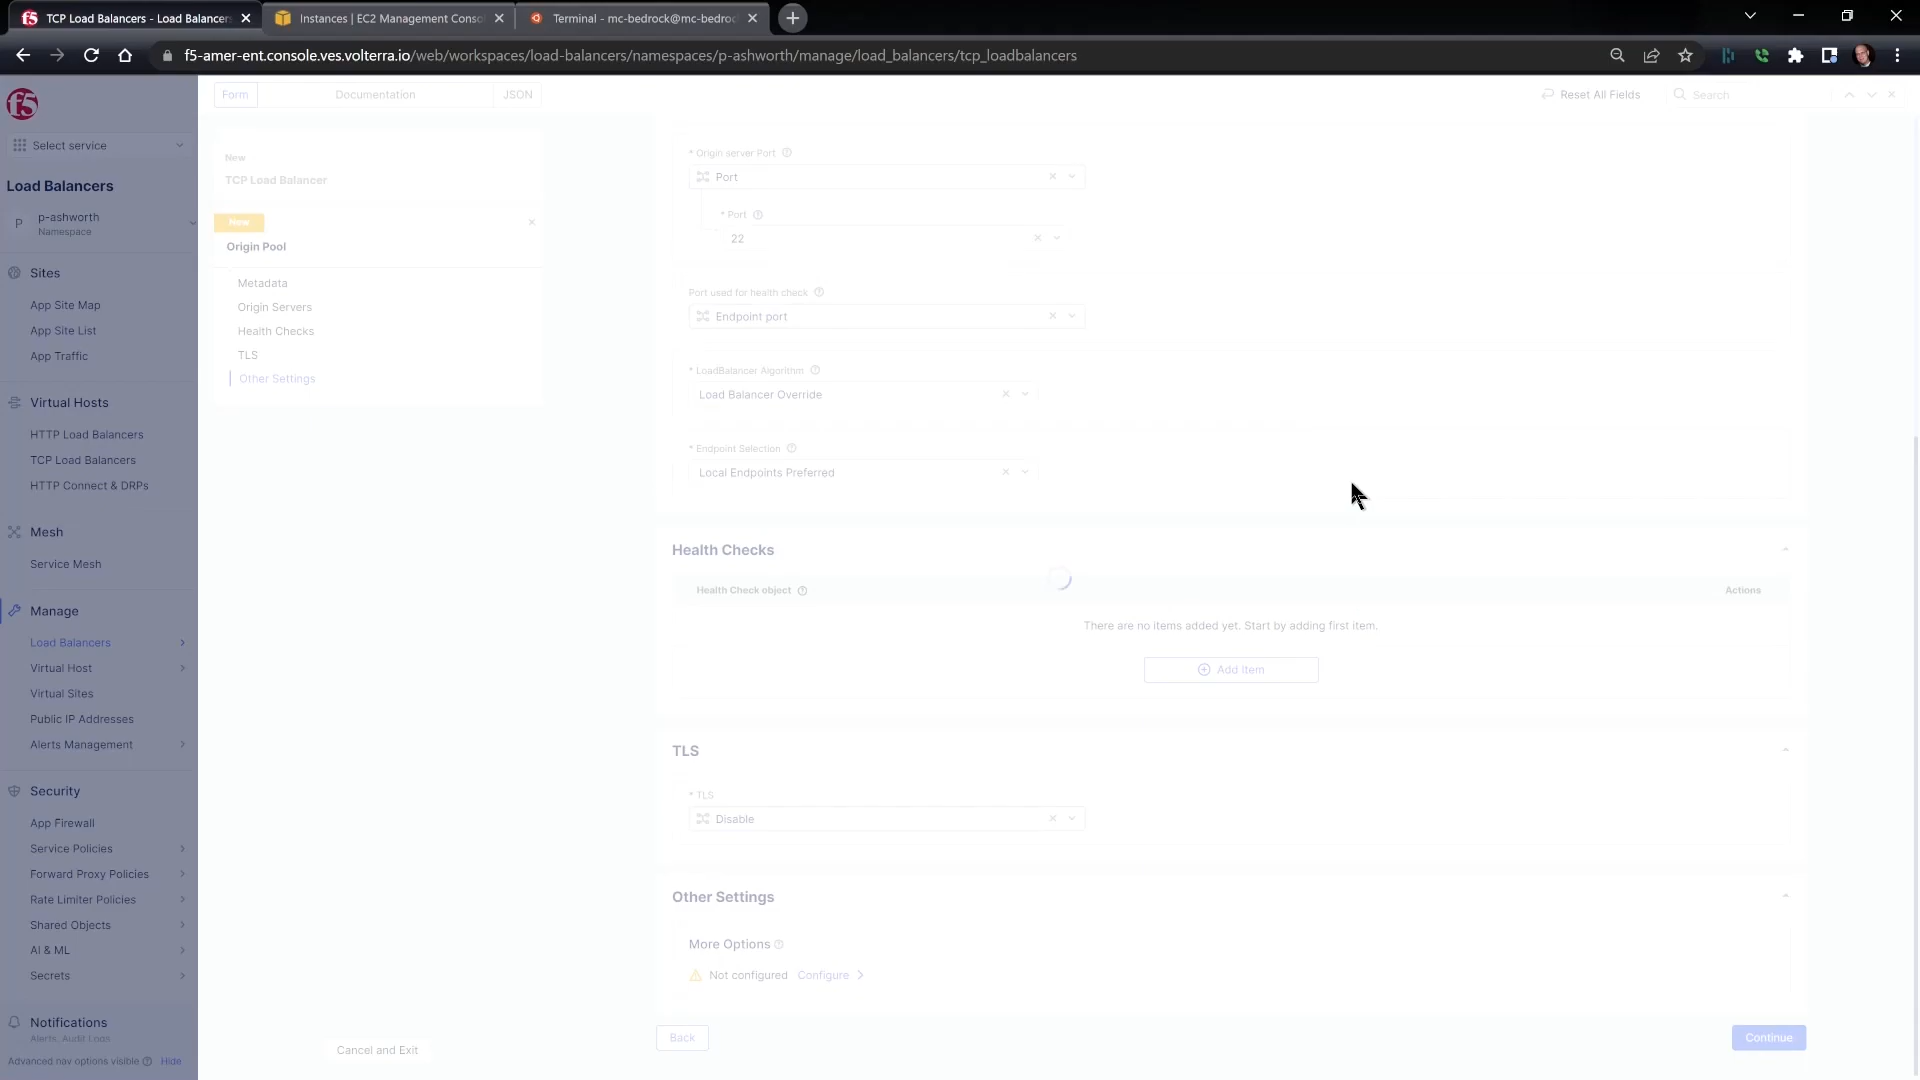 TCP Load Balancers - Load Balancers
Instances | EC2 Management Conso
Terminal - mc-bedrock@mc-bedroc
f5-amer-ent.console.ves.volterra.io/web/workspaces/load-balancers/namespaces/p-ashworth/manage/load_balancers/tcp_loadbalancers
f5
Select service
Load Balancers
P
p-ashworth
Namespace
Sites
App Site Map
App Site List
App Traffic
Virtual Hosts
HTTP Load Balancers
TCP Load Balancers
HTTP Connect & DRPs
Mesh
Service Mesh
Manage
Load Balancers
Virtual Host
Virtual Sites
Public IP Addresses
Alerts Management
Security
App Firewall
Service Policies
Forward Proxy Policies
Rate Limiter Policies
Shared Objects
AI & ML
Secrets
Notifications
Alerts, Audit Logs
Advanced nav options visible Hide
Form
Documentation
JSON
Reset All Fields
Search
New
TCP Load Balancer
New
Origin Pool
Metadata
Origin Servers
Health Checks
TLS
Other Settings
Cancel and Exit
* Origin server Port
Port
* Port
22
Port used for health check
Endpoint port
* LoadBalancer Algorithm
Load Balancer Override
* Endpoint Selection
Local Endpoints Preferred
Health Checks
Health Check object
Actions
There are no items added yet. Start by adding first item.
Add Item
TLS
* TLS
Disable
Other Settings
More Options
Not configured Configure
Back
Continue